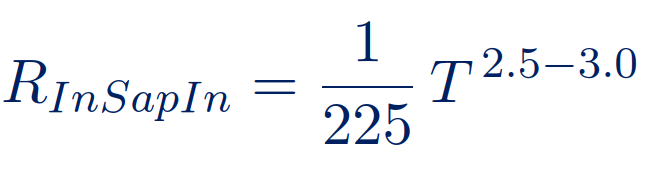 R_{InSapIn} = \frac{1}{225} T^{2.5-3.0}